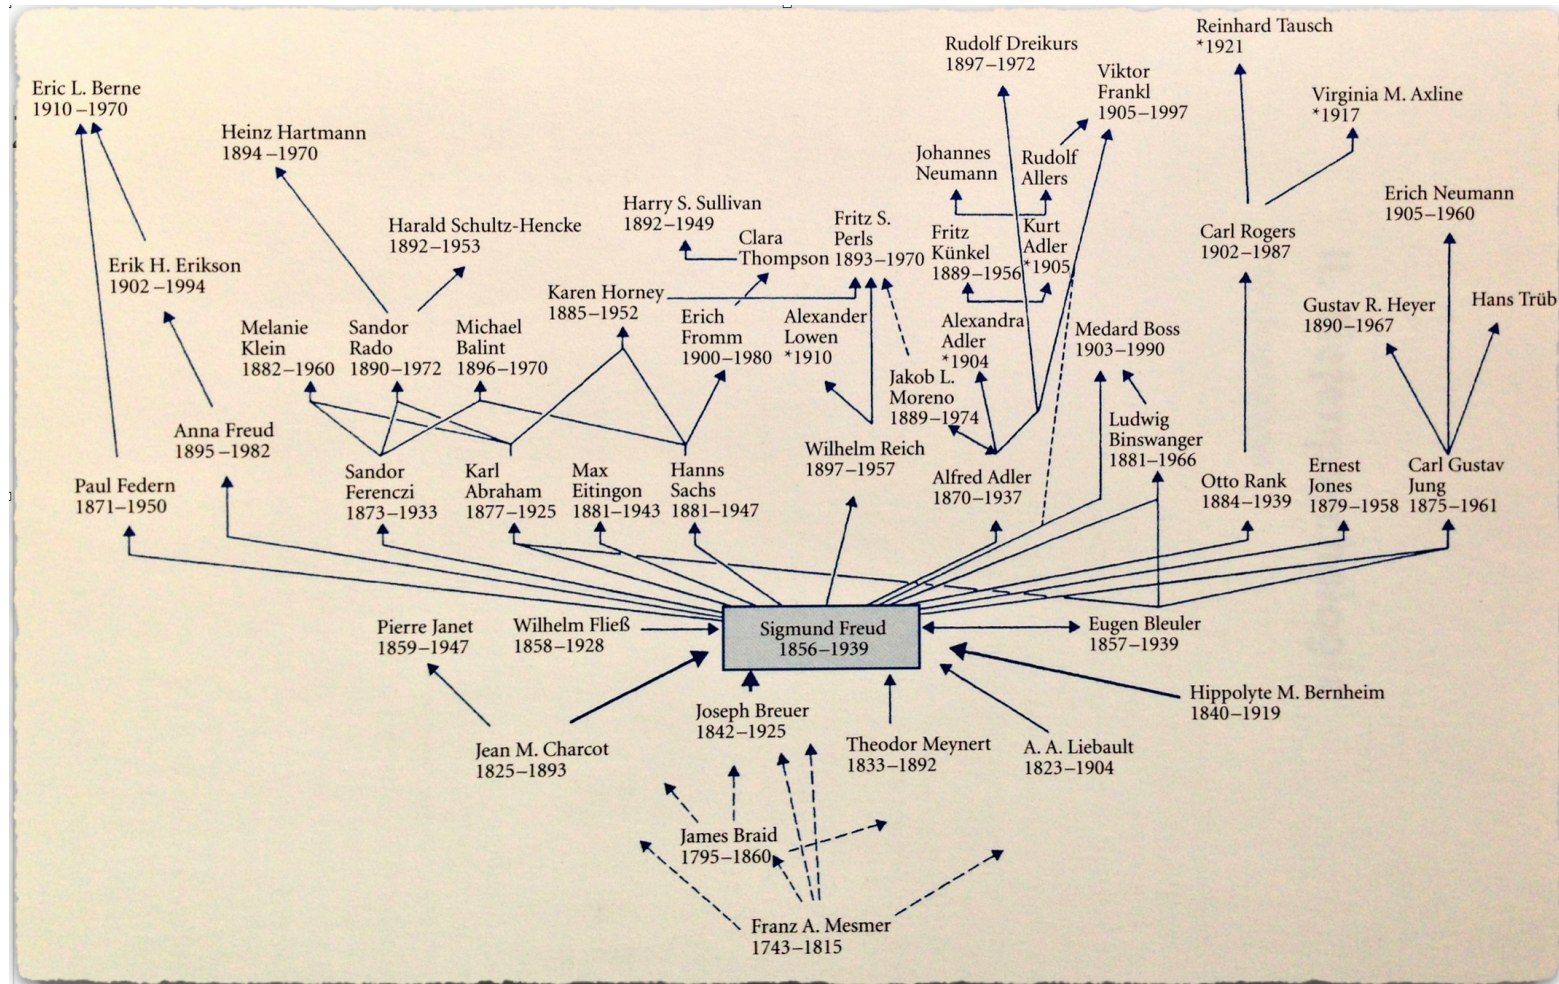 Reinhard Tausch
*1921
Rudolf Dreikurs
1897–1972
Viktor
Frankl
1905–1997
Eric L. Berne
1910–1970
Virginia M. Axline
*1917
Heinz Hartmann
1894–1970
Johannes
Neumann
Rudolf
Allers
Erich Neumann
1905–1960
Harry S. Sullivan
1892–1949
Harald Schultz-Hencke
1892–1953
Clara
Thompson
Fritz S.
Perls
1893–1970
Fritz
Künkel
1889–1956
Kurt
Adler
*1905
Carl Rogers
1902–1987
Erik H. Erikson
1902–1994
Karen Horney
1885–1952
Gustav R. Heyer
1890–1967
Hans Trüb
Melanie
Klein
1882–1960
Sandor
Rado
1890–1972
Michael
Balint
1896–1970
Erich
Fromm
1900–1980
Alexander
Lowen
*1910
Alexandra
Adler
*1904
Medard Boss
1903–1990
Jakob L.
Moreno
1889–1974
Anna Freud
1895–1982
Ludwig
Binswanger
1881–1966
Wilhelm Reich
1897–1957
Paul Federn
1871–1950
Sandor
Ferenczi
1873–1933
Karl
Abraham
1877–1925
Max
Eitingon
1881–1943
Hanns
Sachs
1881–1947
Alfred Adler
1870–1937
Otto Rank
1884–1939
Ernest
Jones
1879–1958
Carl Gustav
Jung
1875–1961
Pierre Janet
1859–1947
Wilhelm Fließ
1858–1928
Sigmund Freud
1856–1939
Eugen Bleuler
1857–1939
Hippolyte M. Bernheim
1840–1919
Joseph Breuer
1842–1925
Jean M. Charcot
1825–1893
Theodor Meynert
1833–1892
A. A. Liebault
1823–1904
James Braid
1795–1860
Franz A. Mesmer
1743–1815